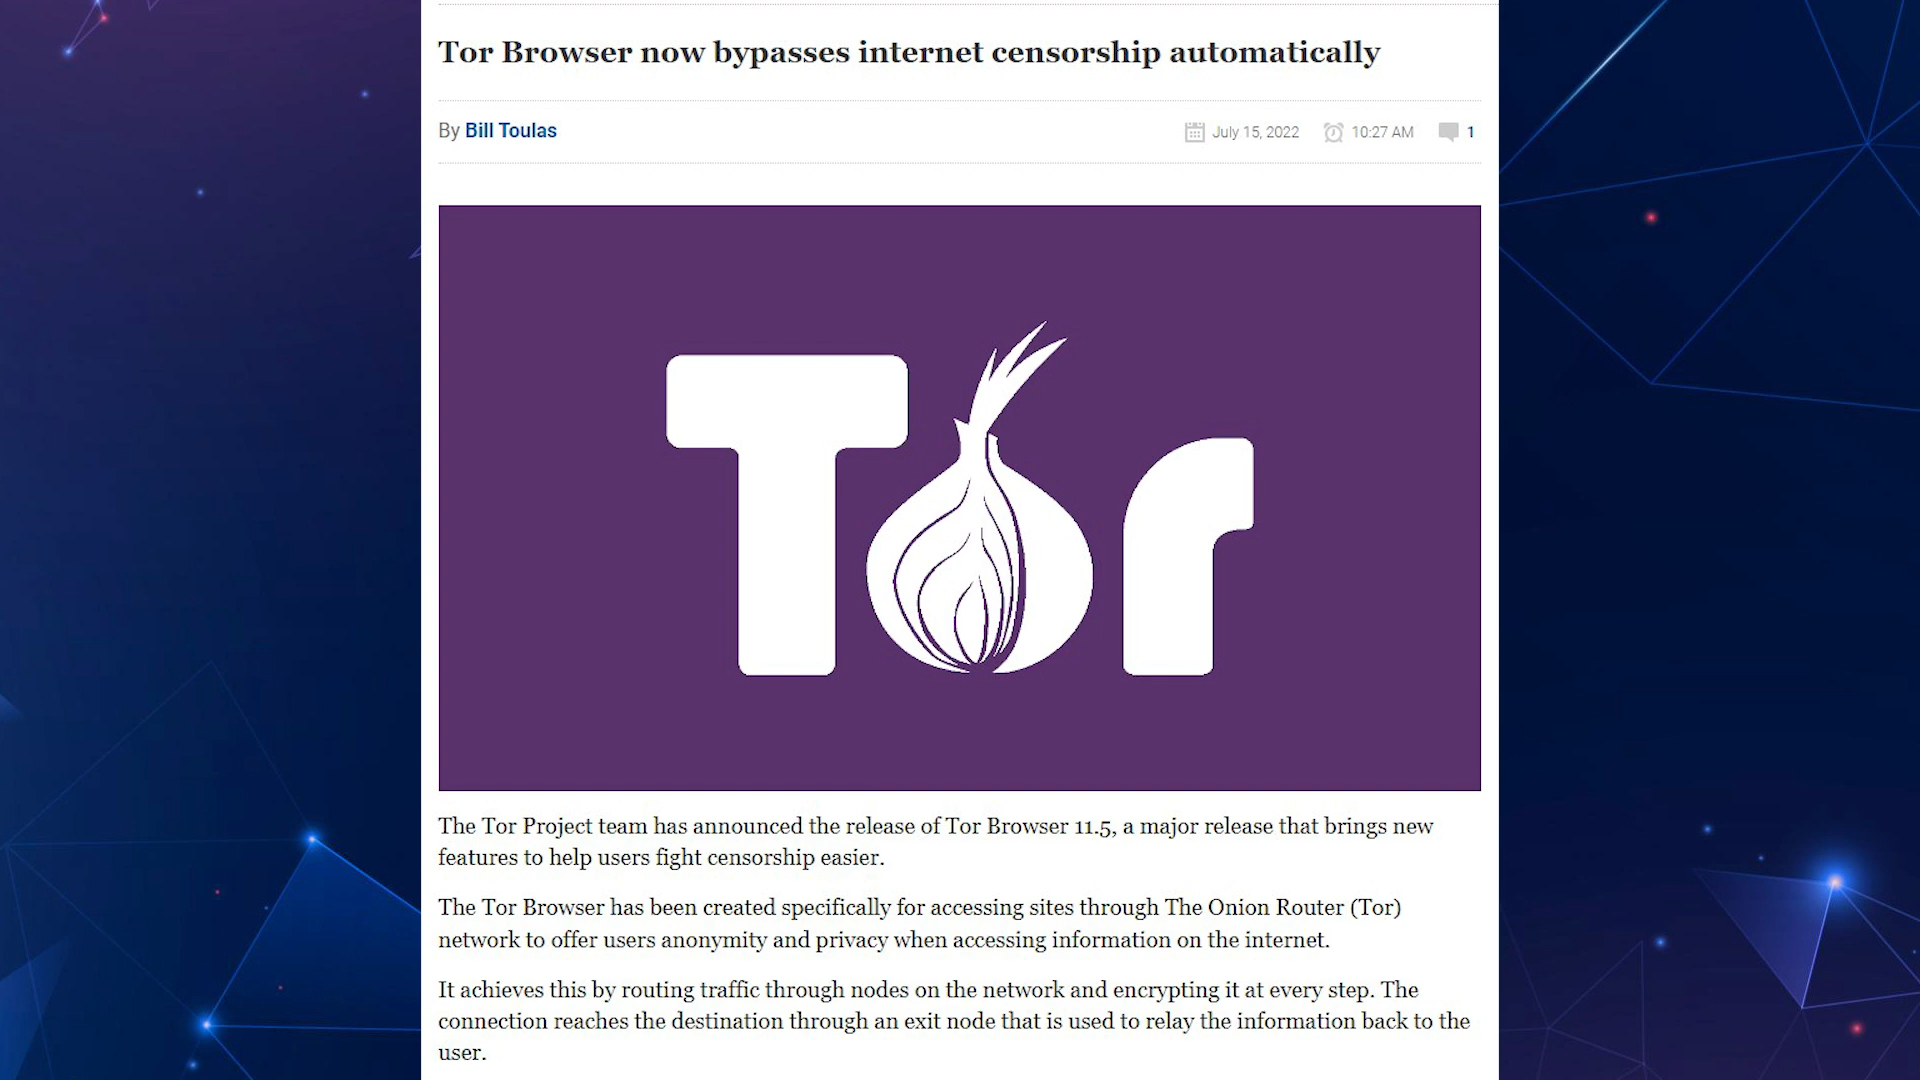 Tor Browser now bypasses internet censorship automatically
By Bill Toulas
July 15, 2022
10:27 AM
1
Tor
The Tor Project team has announced the release of Tor Browser 11.5, a major release that brings new
features to help users fight censorship easier.
The Tor Browser has been created specifically for accessing sites through The Onion Router (Tor)
network to offer users anonymity and privacy when accessing information on the internet.
It achieves this by routing traffic through nodes on the network and encrypting it at every step. The
connection reaches the destination through an exit node that is used to relay the information back to the
user.